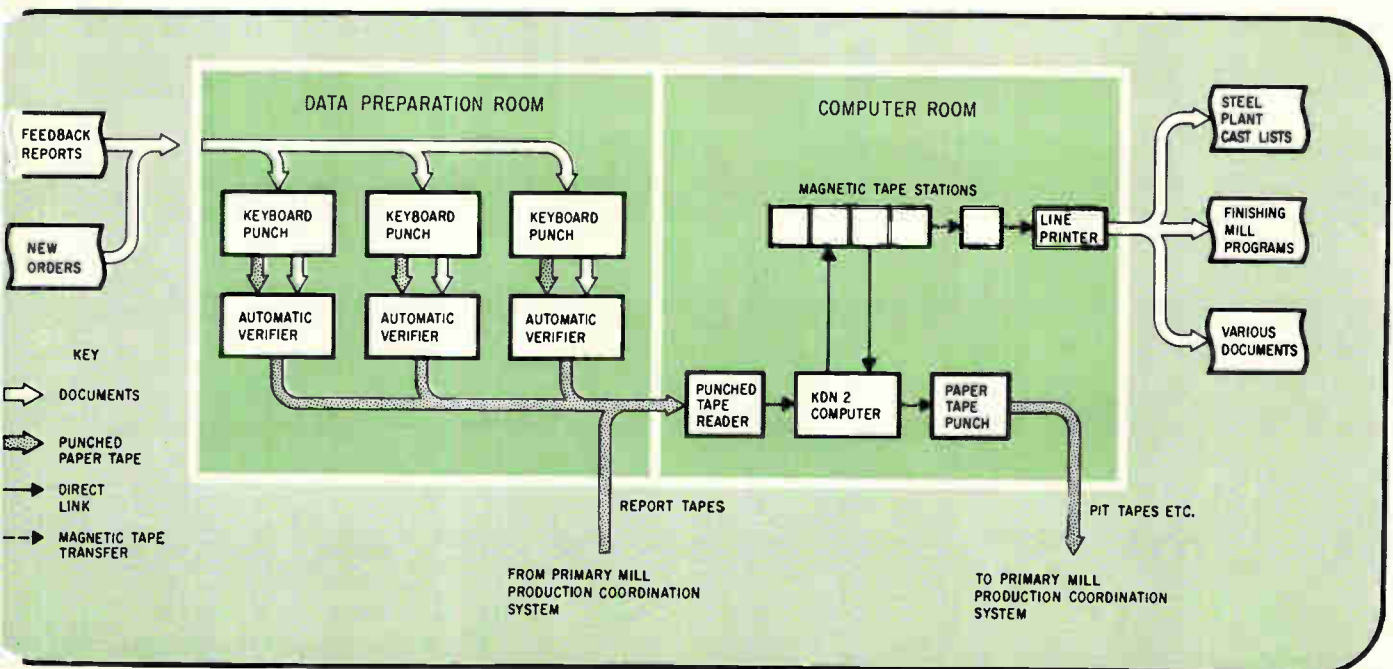 FEEDBACK
REPORTS
NEW
ORDERS
KEY
DOCUMENTS
PUNCHED
PAPER TAPE
DIRECT
LINK
MAGNETIC TAPE
TRANSFER
DATA PREPARATION ROOM
KEYBOARD
PUNCH
KEYBOARD
PUNCH
KEYBOARD
PUNCH
AUTOMATIC
VERIFIER
AUTOMATIC
VERIFIER
AUTOMATIC
VERIFIER
COMPUTER ROOM
MAGNETIC TAPE STATIONS
LINE
PRINTER
PUNCHED
TAPE
READER
KDN 2
COMPUTER
PAPER
TAPE
PUNCH
STEEL
PLANT
CAST LISTS
FINISHING
MILL
PROGRAMS
VARIOUS
DOCUMENTS
REPORT TAPES
FROM PRIMARY MILL
PRODUCTION COORDINATION
SYSTEM
PIT TAPES ETC.
TO PRIMARY MILL
PRODUCTION COORDINATION
SYSTEM